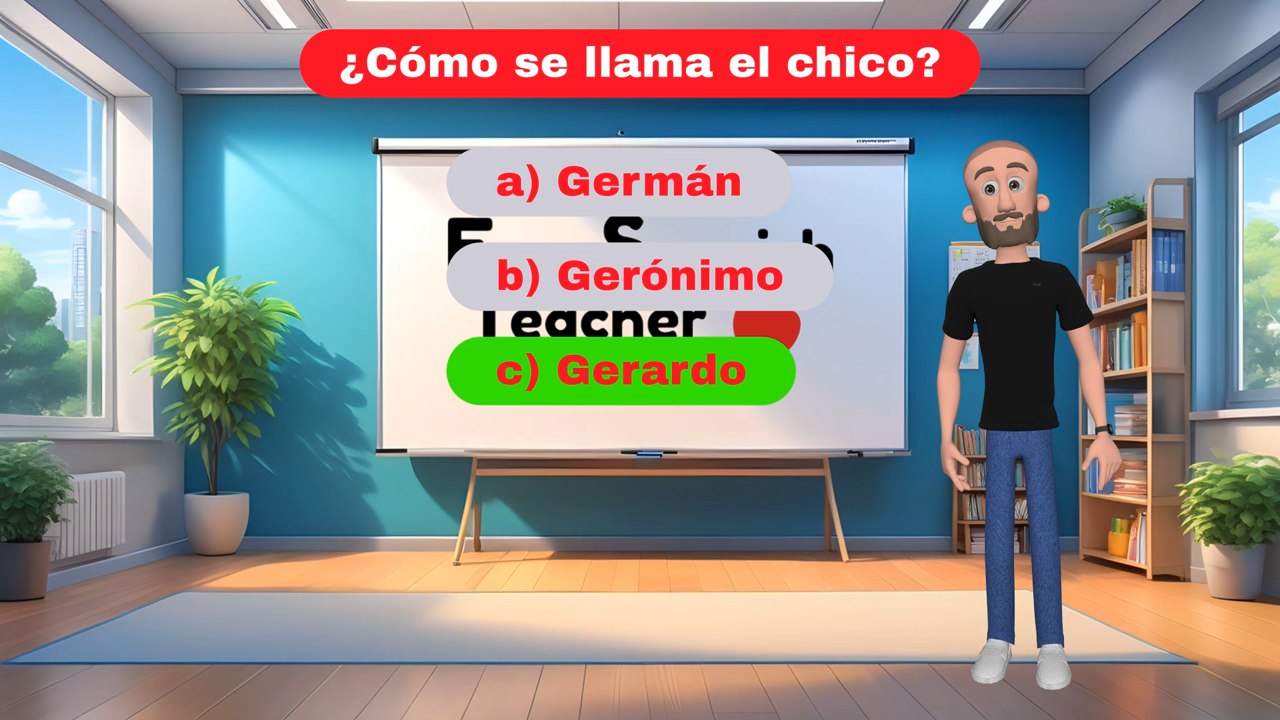 ¿Cómo se llama el chico?
a) Germán
b) Gerónimo
Teacher
c) Gerardo